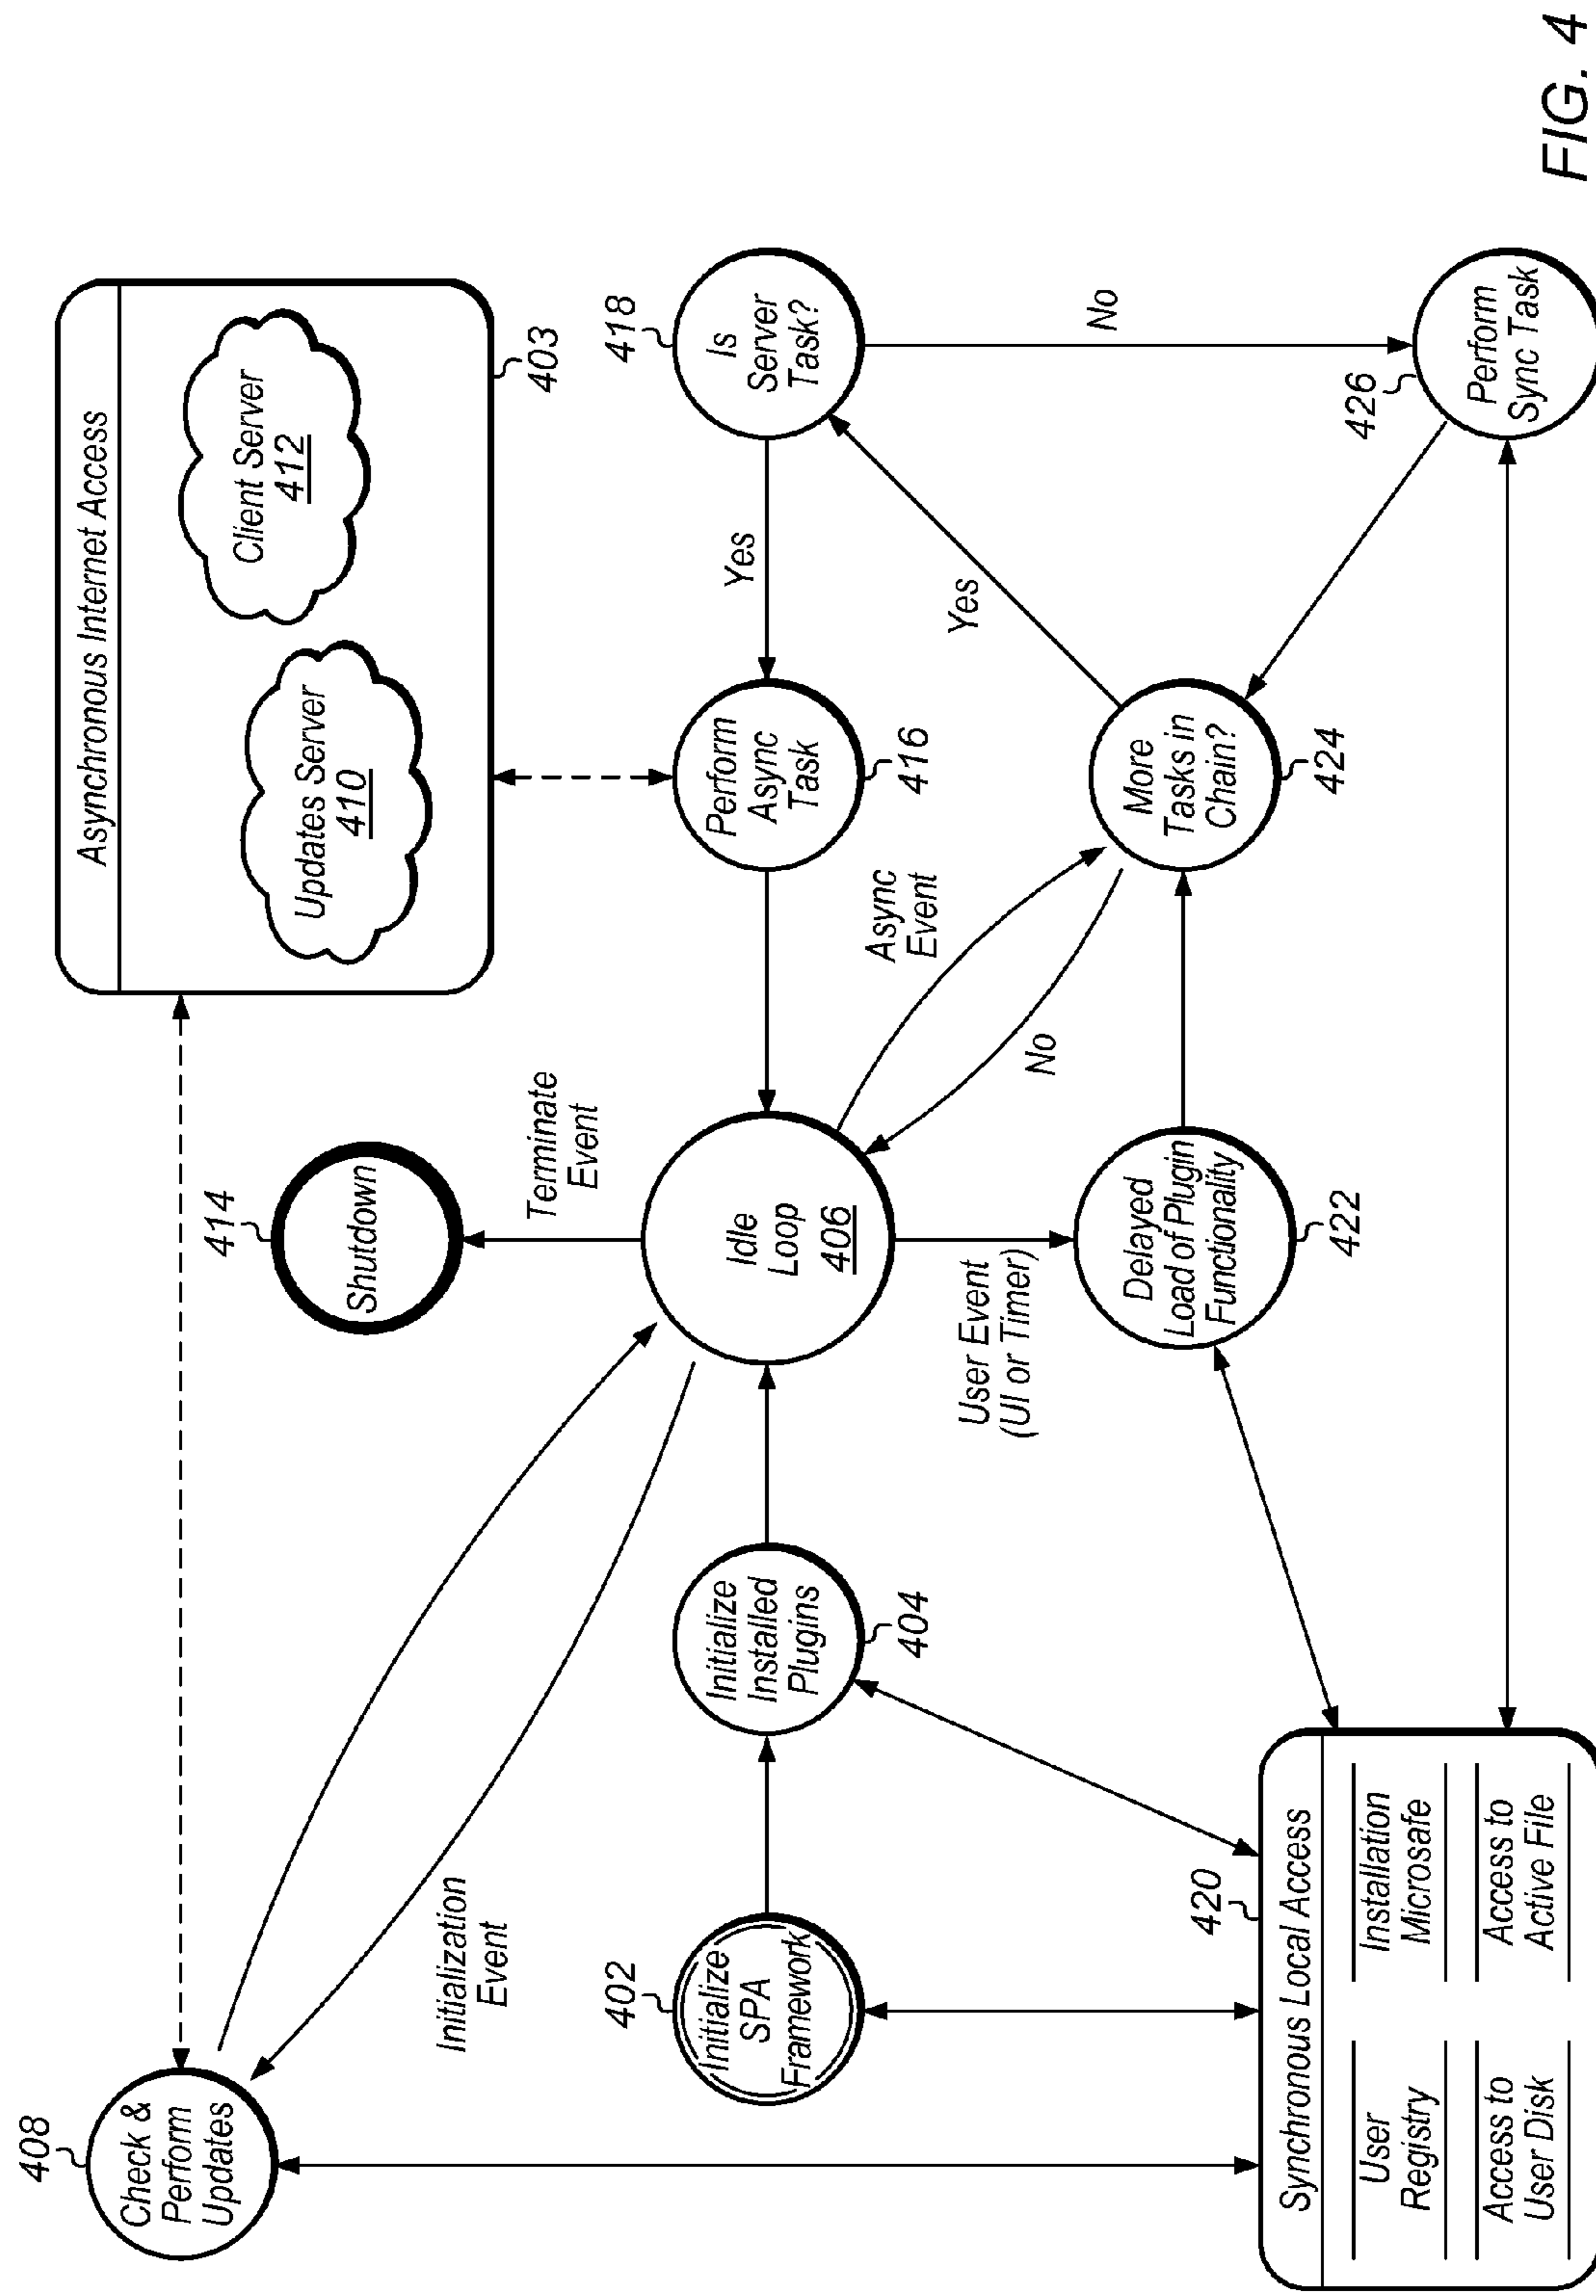 408
Check &
Perform
Updates
Asynchronous Internet Access
Updates Server
410
Client Server
412
403
414
Shutdown
Initialization
Event
Terminate
Event
402
Initialize
SPA
Framework
Initialize
Installed
Plugins
404
Idle
Loop
406
Perform
Async
Task
416
Yes
418
Is
Server
Task?
Async
Event
No
Yes
No
User Event
(UI or Timer)
Delayed
Load of Plugin
Functionality
422
More
Tasks in
Chain?
424
420
Synchronous Local Access
User
Registry
Installation
Microsafe
Access to
User Disk
Access to
Active File
426
Perform
Sync Task
FIG. 4